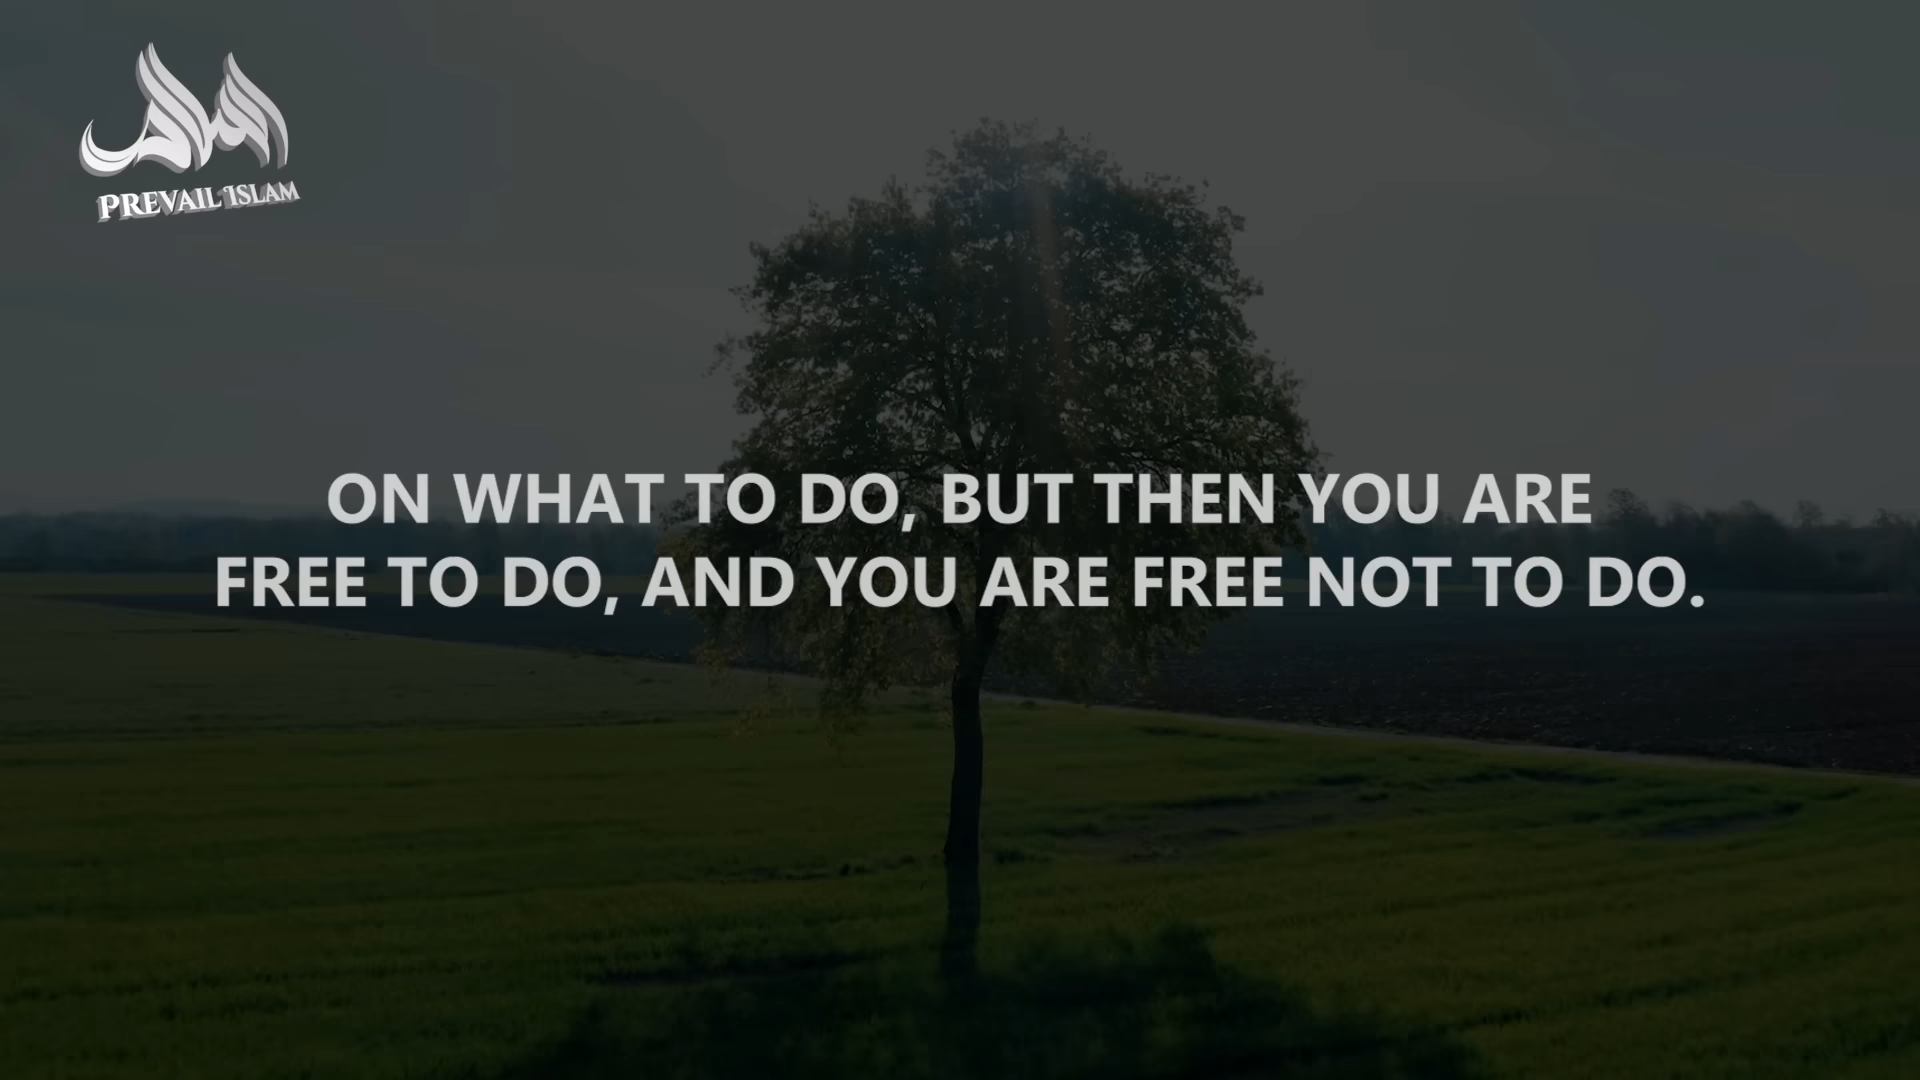 PREVAIL ISLAM
ON WHAT TO DO, BUT THEN YOU ARE
FREE TO DO, AND YOU ARE FREE NOT TO DO.